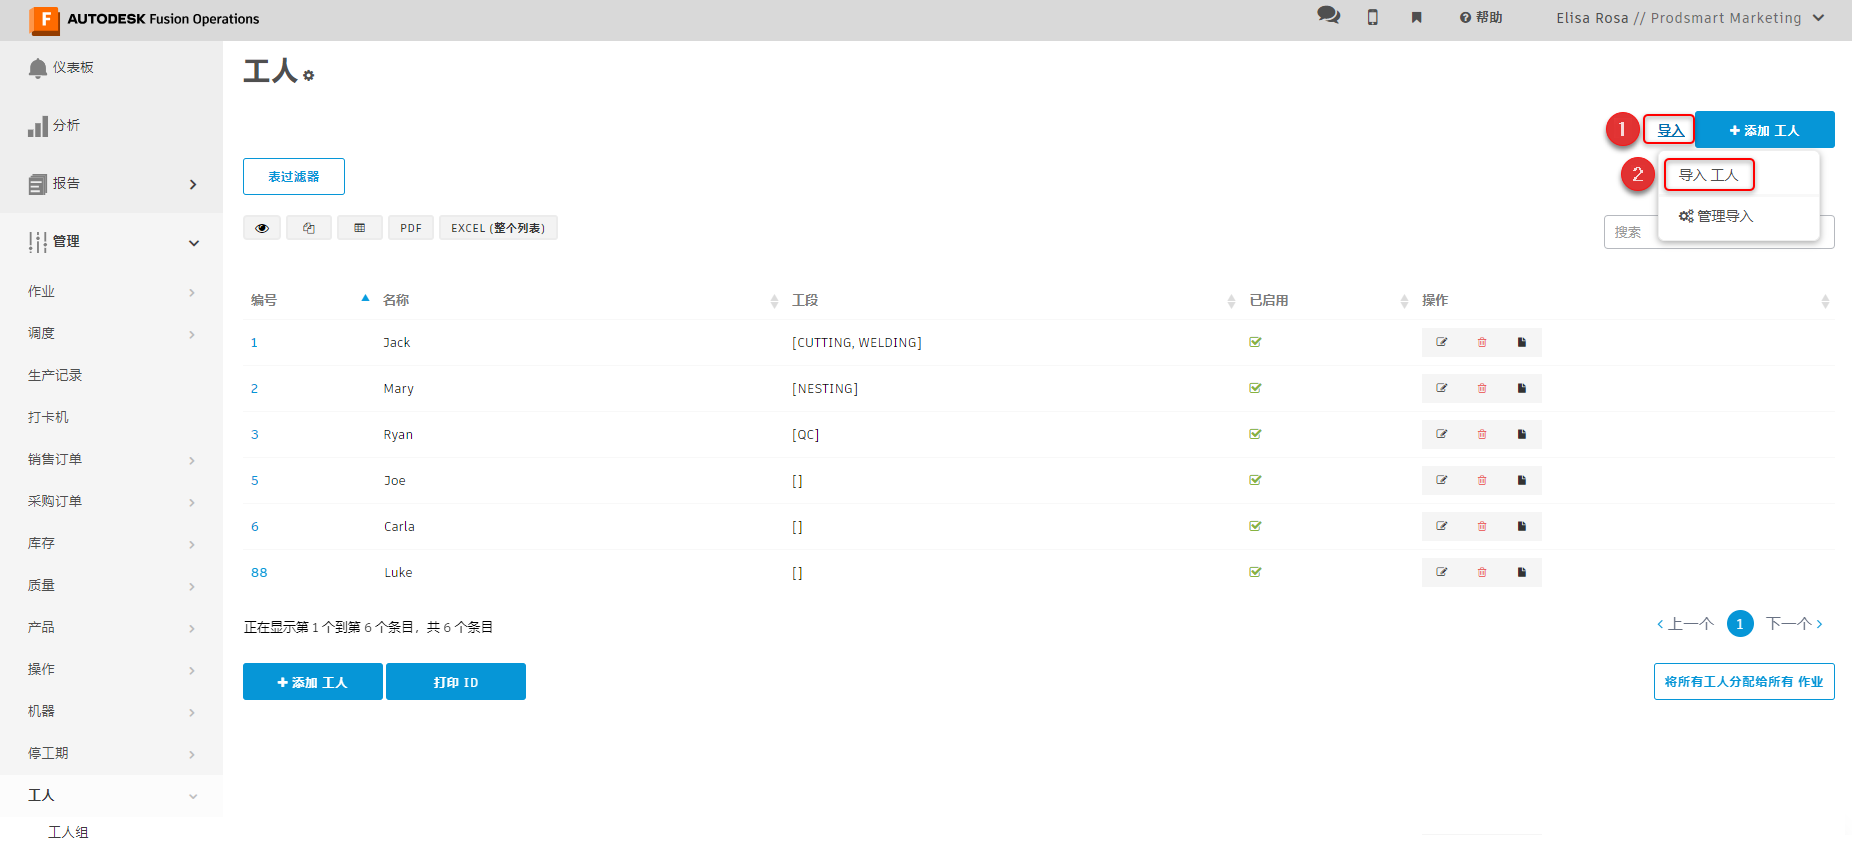 AUTODESK Fusion Operations
帮助
Elisa Rosa // Prodsmart Marketing
仪表板
分析
报告
管理
作业
调度
生产记录
打卡机
销售订单
采购订单
库存
质量
产品
操作
机器
停工期
工人
工人组
工人
1
导入
添加 工人
2
导入 工人
管理导入
表过滤器
PDF
EXCEL (整个列表)
搜索
编号 名称 工段 已启用 操作
1 Jack [CUTTING, WELDING]
2 Mary [NESTING]
3 Ryan [QC]
5 Joe []
6 Carla []
88 Luke []
正在显示第 1 个到第 6 个条目，共 6 个条目
上一个 1 下一个
添加 工人
打印 ID
将所有工人分配给所有 作业